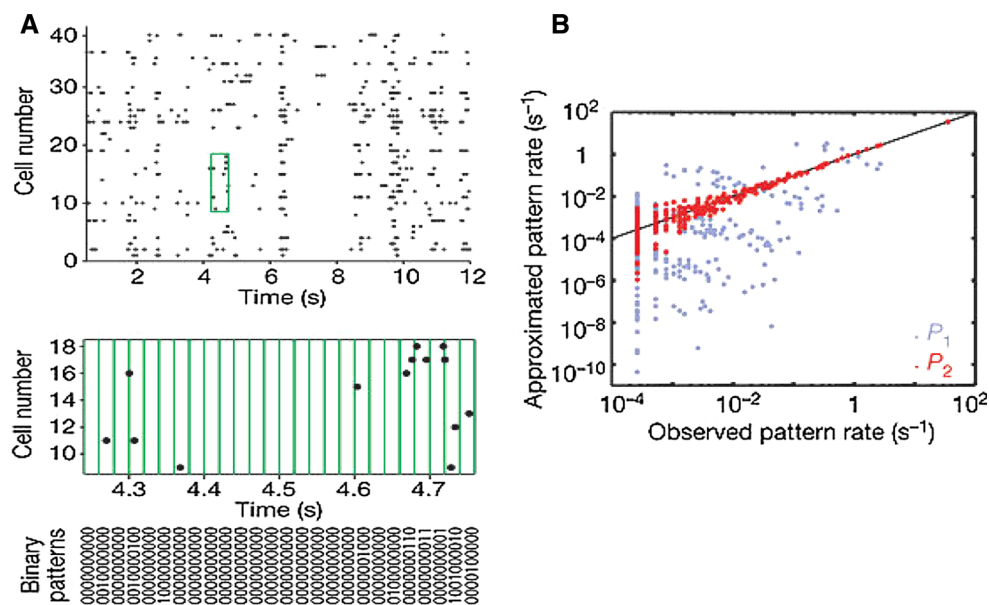 A
Cell number
40
30
20
10
0
2
4
6
8
10
12
Time (s)
Cell number
18
16
14
12
10
4.3
4.4
4.5
4.6
4.7
Time (s)
Binary
patterns
B
Approximated pattern rate (s⁻¹)
10²
1
10⁻²
10⁻⁴
10⁻⁶
10⁻⁸
10⁻¹⁰
P₁
P₂
10⁻⁴
10⁻²
1
10²
Observed pattern rate (s⁻¹)